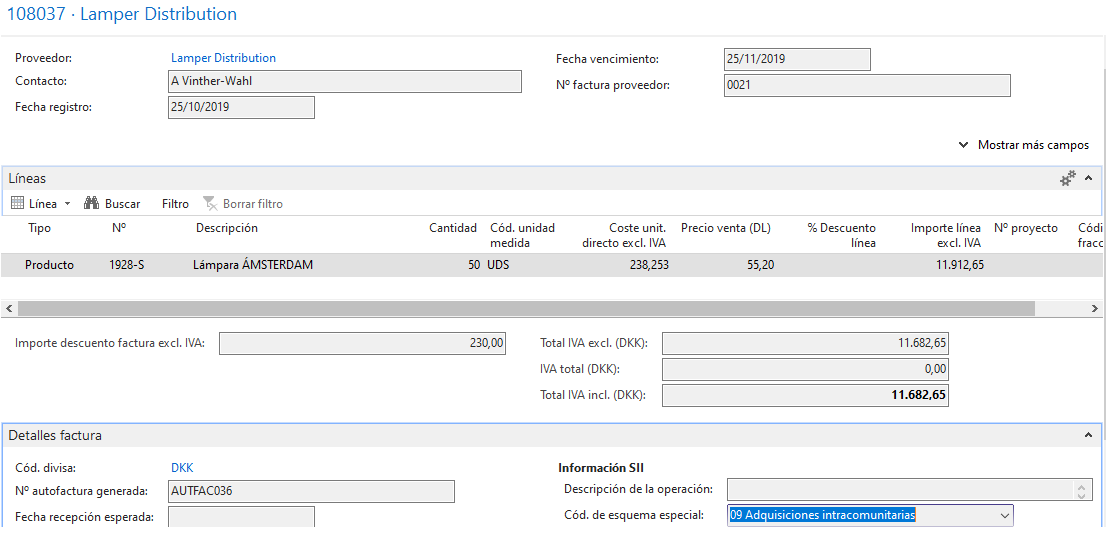 108037 · Lamper Distribution
Proveedor: Lamper Distribution
Contacto: A Vinther-Wahl
Fecha registro: 25/10/2019
Fecha vencimiento: 25/11/2019
Nº factura proveedor: 0021
Mostrar más campos
Líneas
Línea Buscar Filtro Borrar filtro
Tipo Nº Descripción Cantidad Cód. unidad medida Coste unit. directo excl. IVA Precio venta (DL) % Descuento línea Importe línea excl. IVA Nº proyecto Códi fracc
Producto 1928-S Lámpara ÁMSTERDAM 50 UDS 238,253 55,20 11.912,65
Importe descuento factura excl. IVA: 230,00
Total IVA excl. (DKK): 11.682,65
IVA total (DKK): 0,00
Total IVA incl. (DKK): 11.682,65
Detalles factura
Cód. divisa: DKK
Nº autofactura generada: AUTFAC036
Fecha recepción esperada:
Información SII
Descripción de la operación:
Cód. de esquema especial: 09 Adquisiciones intracomunitarias